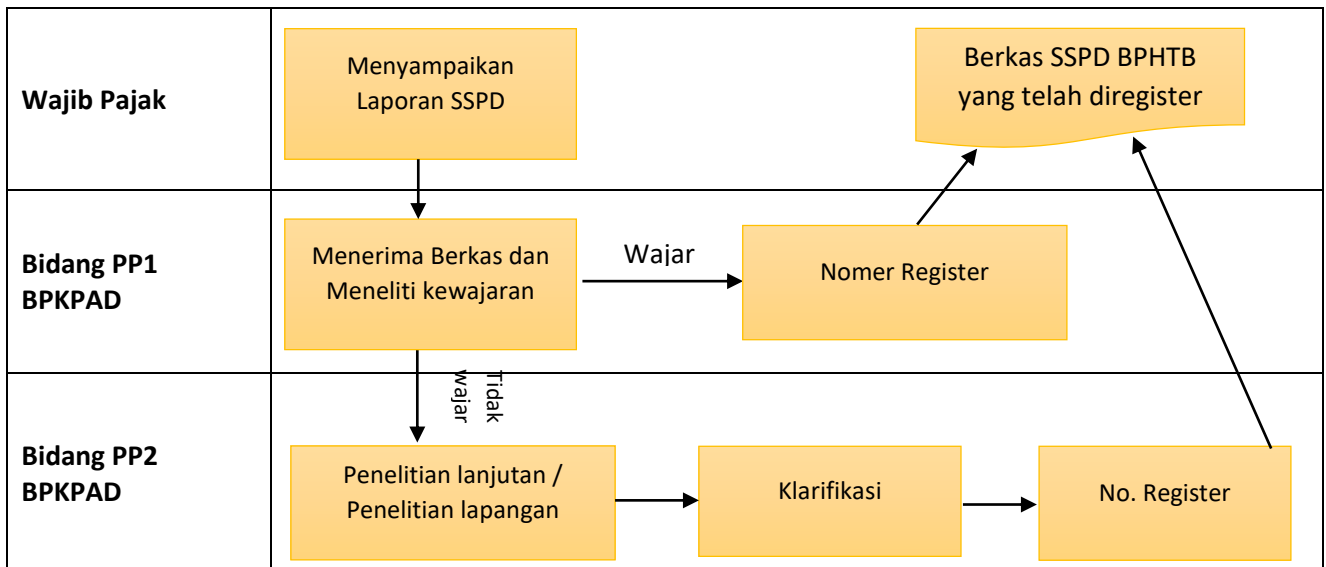 Wajib Pajak
Menyampaikan
Laporan SSPD
Berkas SSPD BPHTB
yang telah diregister
Bidang PP1
BPKPAD
Menerima Berkas dan
Meneliti kewajaran
Wajar
Nomer Register
Tidak
wajar
Bidang PP2
BPKPAD
Penelitian lanjutan /
Penelitian lapangan
Klarifikasi
No. Register